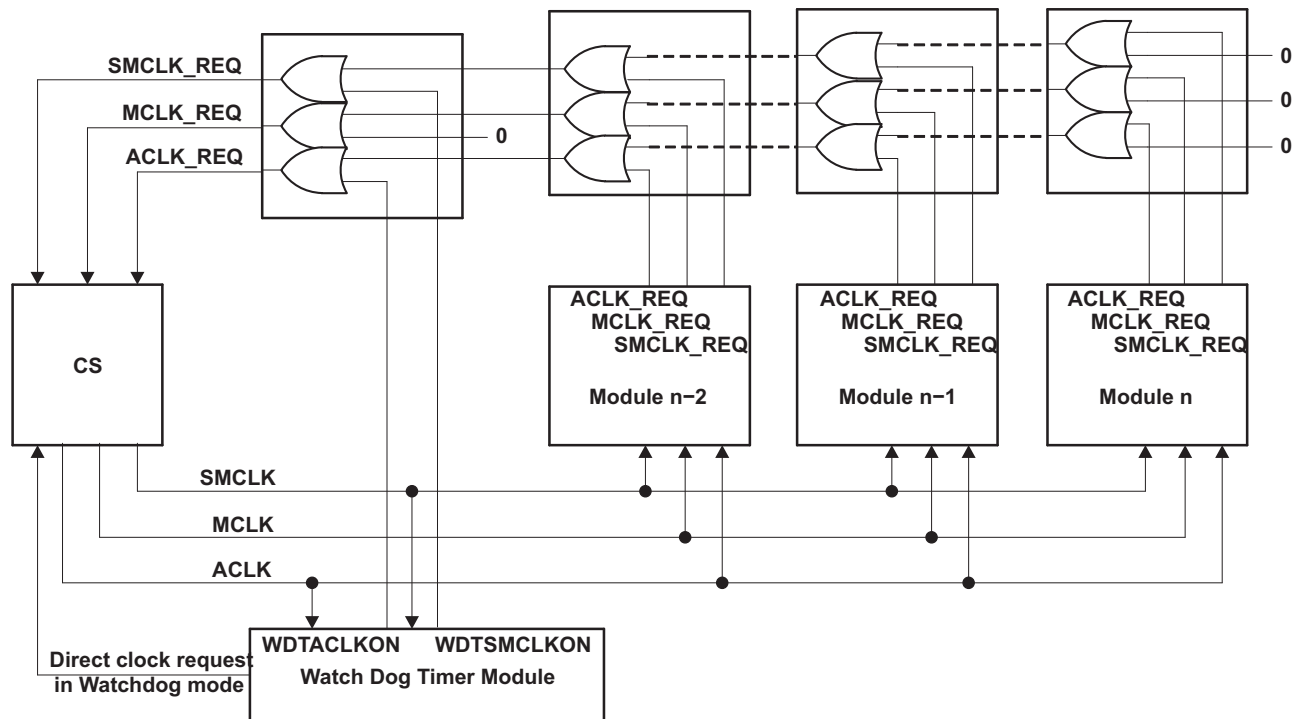 SMCLK_REQ
0
MCLK_REQ
0
0
ACLK_REQ
0
ACLK_REQ
MCLK_REQ
SMCLK_REQ
Module n−2
ACLK_REQ
MCLK_REQ
SMCLK_REQ
Module n−1
ACLK_REQ
MCLK_REQ
SMCLK_REQ
Module n
CS
SMCLK
MCLK
ACLK
WDTACLKON
WDTSMCLKON
Watch Dog Timer Module
Direct clock request
in Watchdog mode